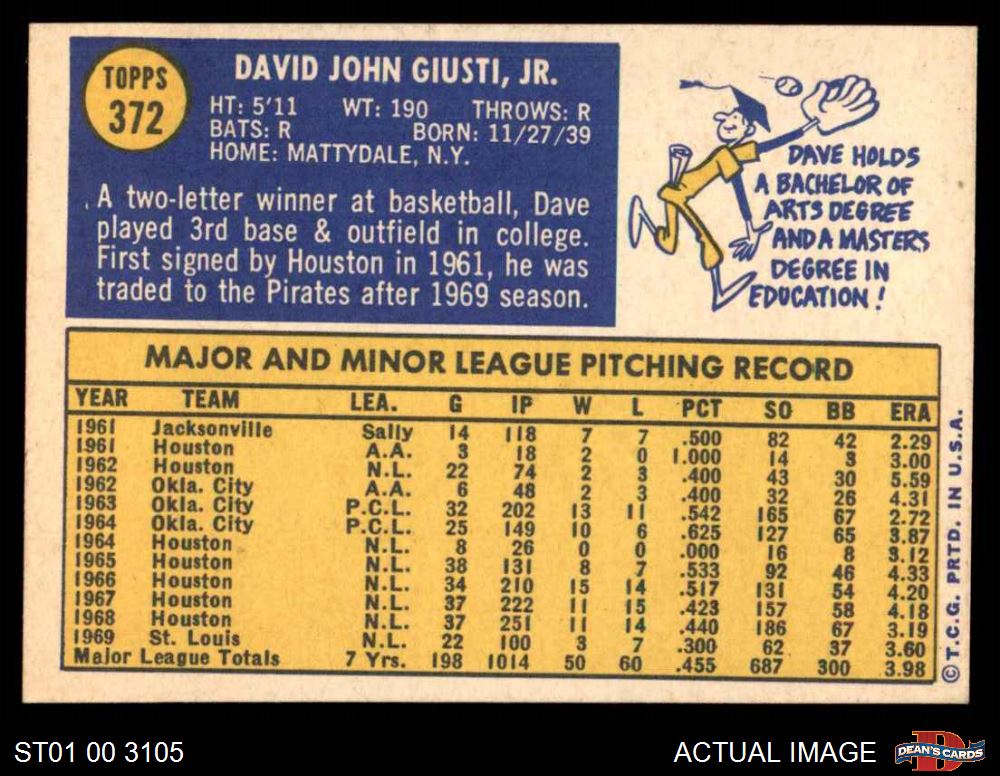 TOPPS
372
DAVID JOHN GIUSTI, JR.
HT: 5'11 WT: 190 THROWS: R
BATS: R BORN: 11/27/39
HOME: MATTYDALE, N.Y.
A two-letter winner at basketball, Dave
played 3rd base & outfield in college.
First signed by Houston in 1961, he was
traded to the Pirates after 1969 season.
DAVE HOLDS
A BACHELOR OF
ARTS DEGREE
AND A MASTERS
DEGREE IN
EDUCATION!
MAJOR AND MINOR LEAGUE PITCHING RECORD
YEAR TEAM LEA. G IP W L PCT SO BB ERA
1961 Jacksonville Sally 14 118 7 7 .500 82 42 2.29
1961 Houston A.A. 3 18 2 0 1.000 14 3 3.00
1962 Houston N.L. 22 74 2 3 .400 43 30 5.59
1962 Okla. City A.A. 6 48 2 3 .400 32 26 4.31
1963 Okla. City P.C.L. 32 202 13 11 .542 165 67 2.72
1964 Okla. City P.C.L. 25 149 10 6 .625 127 65 3.87
1964 Houston N.L. 8 26 0 0 .000 16 8 3.12
1965 Houston N.L. 38 131 8 7 .533 92 46 4.33
1966 Houston N.L. 34 210 15 14 .517 131 54 4.20
1967 Houston N.L. 37 222 11 15 .423 157 58 4.18
1968 Houston N.L. 37 251 11 14 .440 186 67 3.19
1969 St. Louis N.L. 22 100 3 7 .300 62 37 3.60
Major League Totals 7 Yrs. 198 1014 50 60 .455 687 300 3.98
©T.C.G. PRTD. IN U.S.A.
ST01 00 3105
ACTUAL IMAGE
D
DEAN'S CARDS